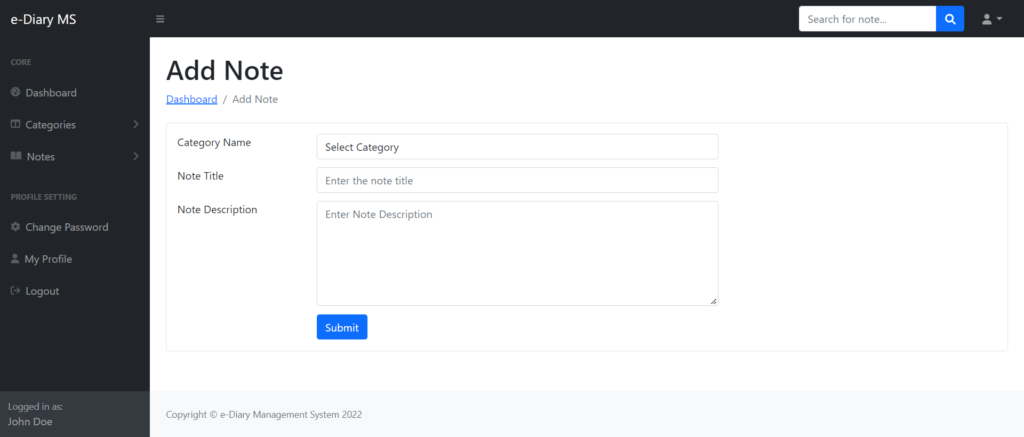 e-Diary MS
Search for note...
CORE
Dashboard
Categories
Notes
PROFILE SETTING
Change Password
My Profile
Logout
Logged in as:
John Doe
Add Note
Dashboard / Add Note
Category Name
Select Category
Note Title
Enter the note title
Note Description
Enter Note Description
Submit
Copyright © e-Diary Management System 2022